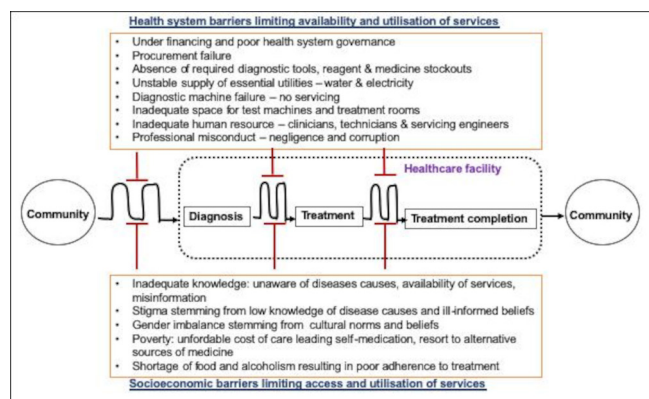 Health system barriers limiting availability and utilisation of services
• Under financing and poor health system governance
• Procurement failure
• Absence of required diagnostic tools, reagent & medicine stockouts
• Unstable supply of essential utilities – water & electricity
• Diagnostic machine failure – no servicing
• Inadequate space for test machines and treatment rooms
• Inadequate human resource – clinicians, technicians & servicing engineers
• Professional misconduct – negligence and corruption
Healthcare facility
Community
Diagnosis
Treatment
Treatment completion
Community
• Inadequate knowledge: unaware of diseases causes, availability of services,
misinformation
• Stigma stemming from low knowledge of disease causes and ill-informed beliefs
• Gender imbalance stemming from cultural norms and beliefs
• Poverty: unfordable cost of care leading self-medication, resort to alternative
sources of medicine
• Shortage of food and alcoholism resulting in poor adherence to treatment
Socioeconomic barriers limiting access and utilisation of services